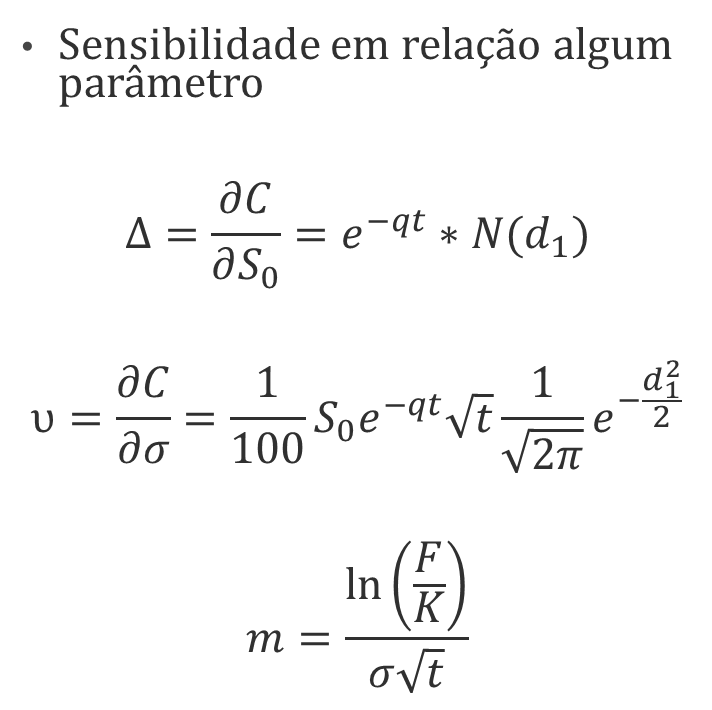 • Sensibilidade em relação algum
parâmetro
Δ = ∂C/∂S₀ = e^(−qt) * N(d₁)
υ = ∂C/∂σ = 1/100 S₀e^(−qt)√t 1/√(2π) e^(−d₁²/2)
m = ln(F/K)/(σ√t)